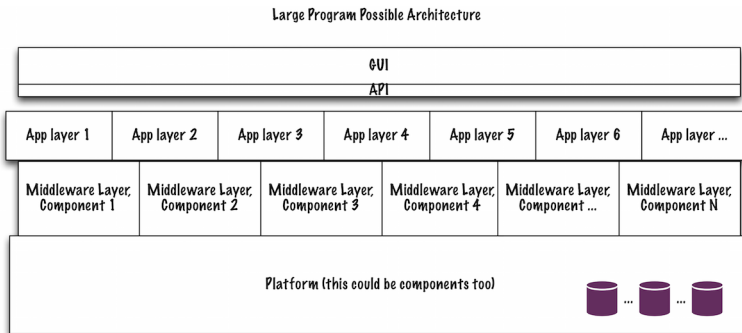 Large Program Possible Architecture
GUI
API
App layer 1
App layer 2
App layer 3
App layer 4
App layer 5
App layer 6
App layer ...
Middleware Layer,
Component 1
Middleware Layer,
Component 2
Middleware Layer,
Component 3
Middleware Layer,
Component 4
Middleware Layer,
Component ...
Middleware Layer,
Component N
Platform (this could be components too)
... ...